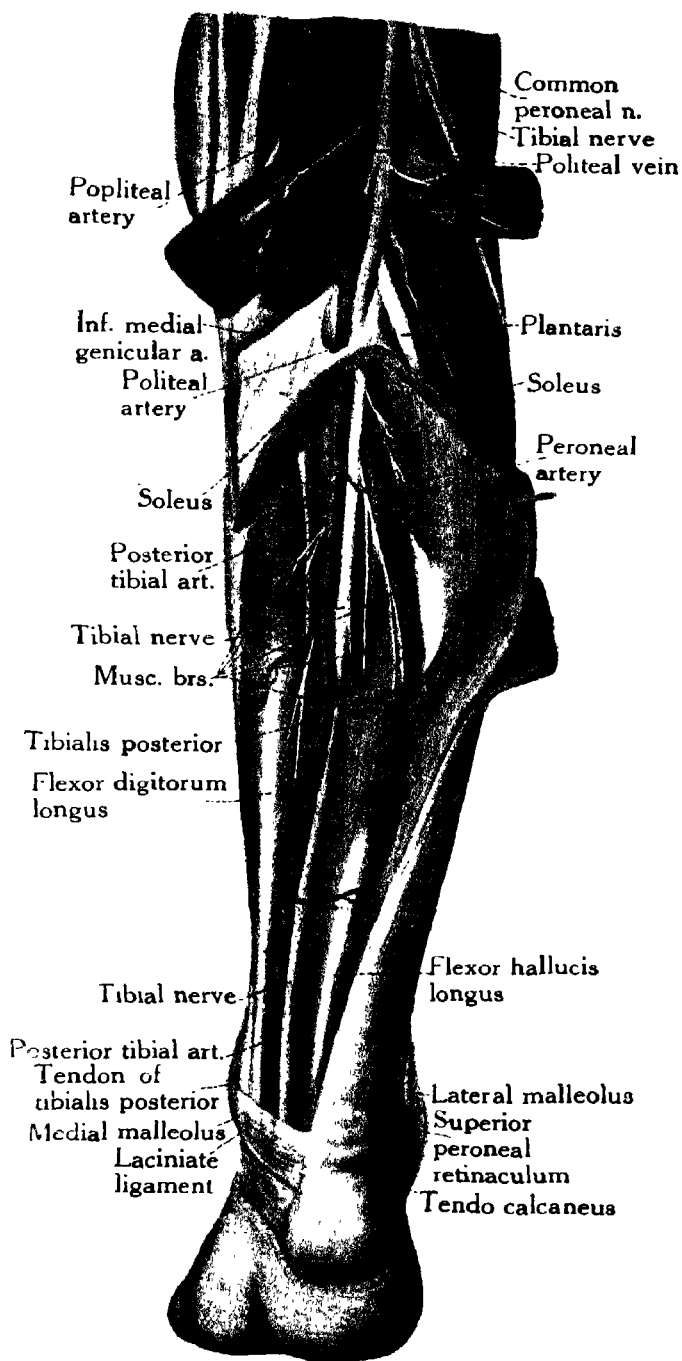 Common
peroneal n.
Tibial nerve
Politeal vein
Popliteal
artery
Inf. medial
genicular a.
Politeal
artery
Plantaris
Soleus
Peroneal
artery
Soleus
Posterior
tibial art.
Tibial nerve
Musc. brs.
Tibialis posterior
Flexor digitorum
longus
Flexor hallucis
longus
Tibial nerve
Posterior tibial art.
Tendon of
tibialis posterior
Medial malleolus
Laciniate
ligament
Lateral malleolus
Superior
peroneal
retinaculum
Tendo calcaneus